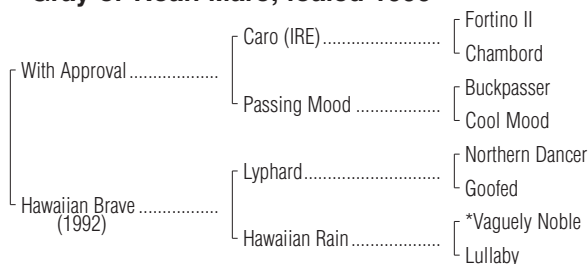 Gray or Roan Mare; foaled
Fortino II
Caro (IRE)
Chambord
With Approval
Buckpasser
Passing Mood
Cool Mood
Northern Dancer
Lyphard
Goofed
Hawaiian Brave
(1992)
*Vaguely Noble
Hawaiian Rain
Lullaby